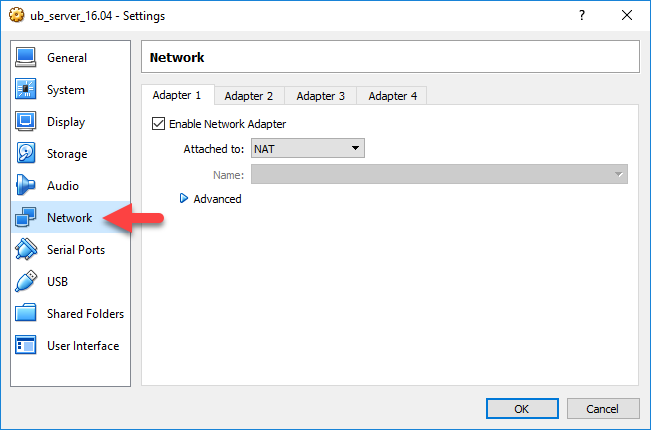 ub_server_16.04 - Settings
?
General
System
Display
Storage
Audio
Network
Serial Ports
USB
Shared Folders
User Interface
Network
Adapter 1 Adapter 2 Adapter 3 Adapter 4
Enable Network Adapter
Attached to: NAT
Name:
Advanced
OK Cancel